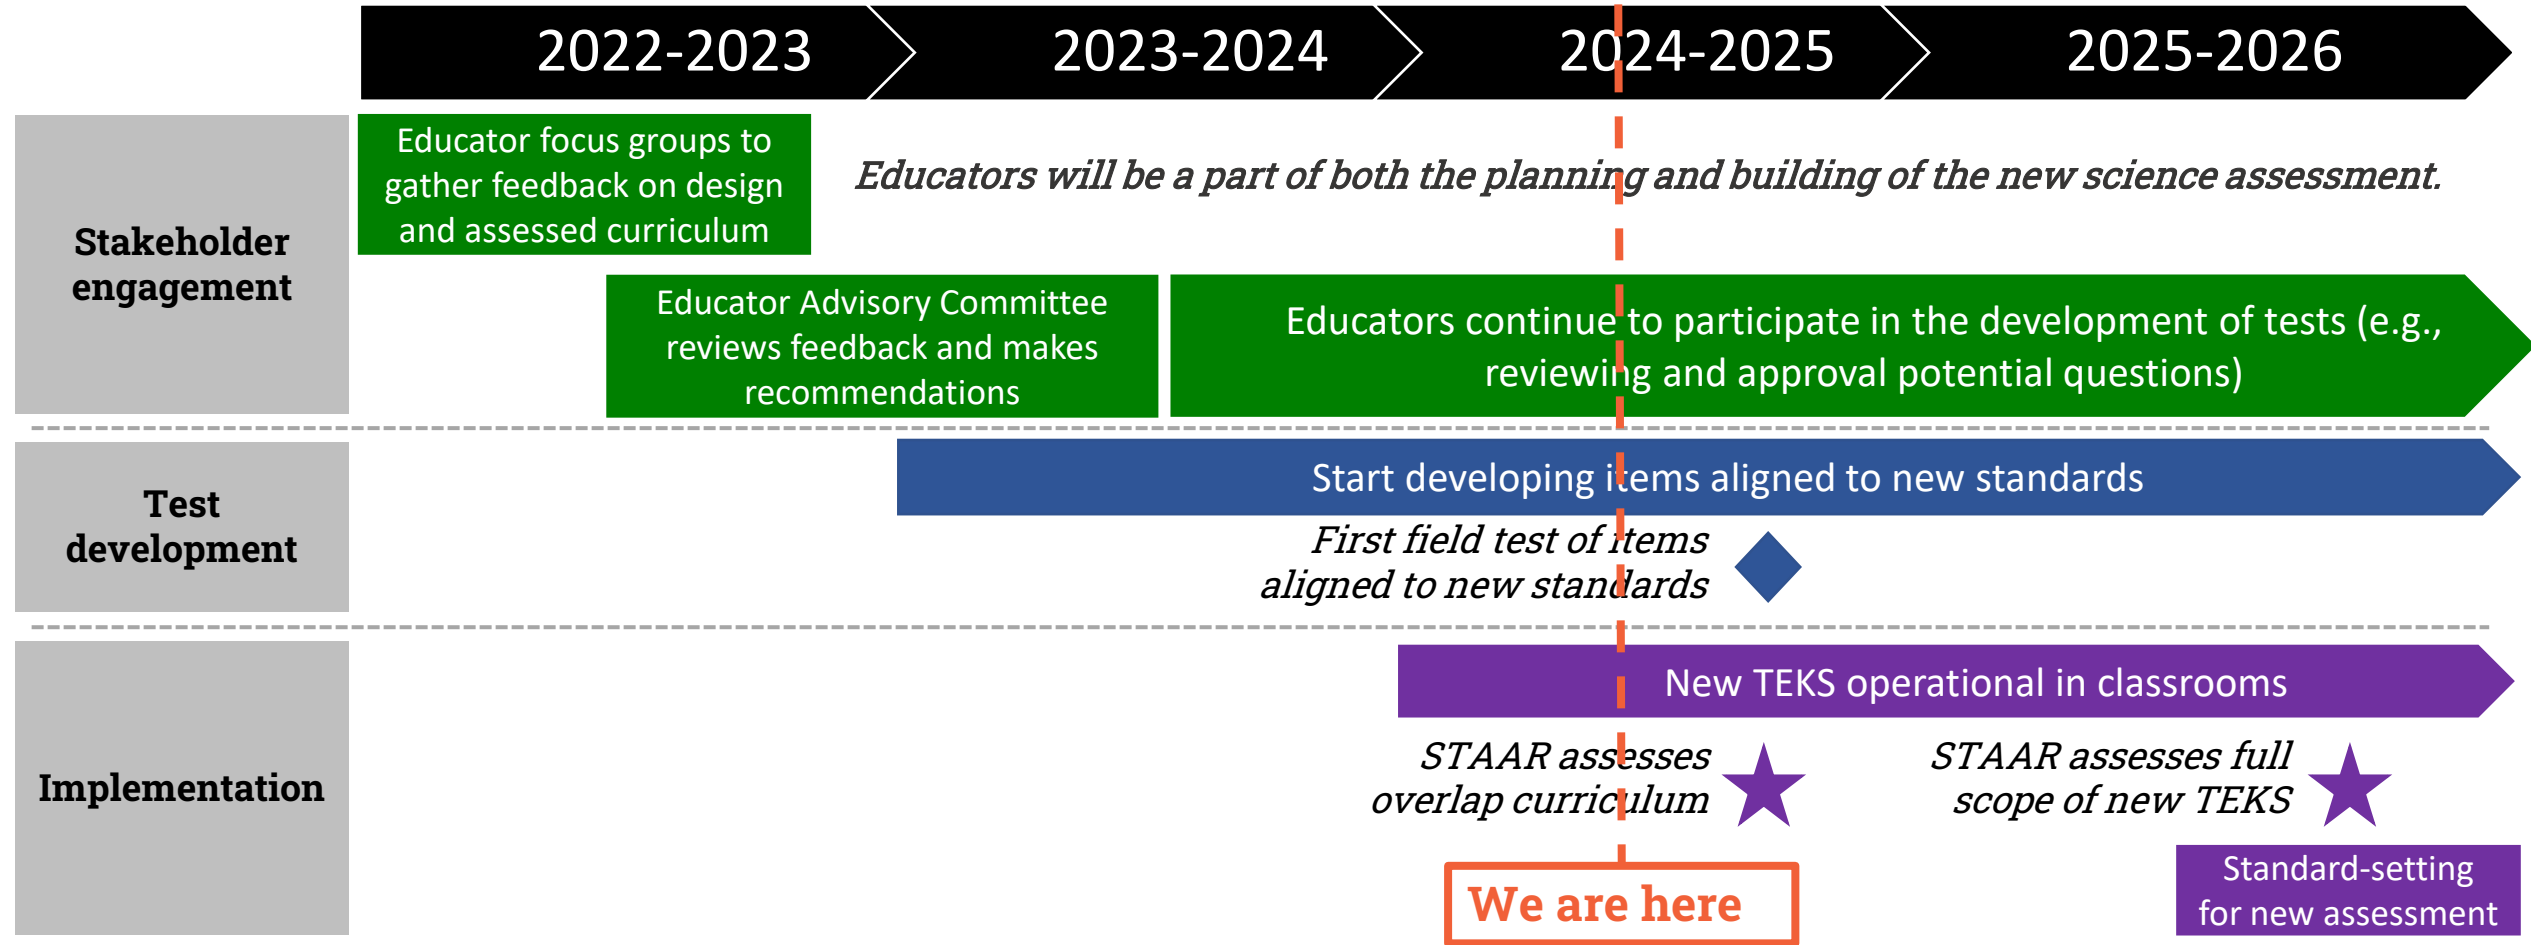 2022-2023
2023-2024
2024-2025
2025-2026
Stakeholder
engagement
Educator focus groups to
gather feedback on design
and assessed curriculum
Educators will be a part of both the planning and building of the new science assessment.
Educator Advisory Committee
reviews feedback and makes
recommendations
Educators continue to participate in the development of tests (e.g.,
reviewing and approval potential questions)
Test
development
Start developing items aligned to new standards
First field test of items
aligned to new standards
Implementation
New TEKS operational in classrooms
STAAR assesses
overlap curriculum
STAAR assesses full
scope of new TEKS
We are here
Standard-setting
for new assessment